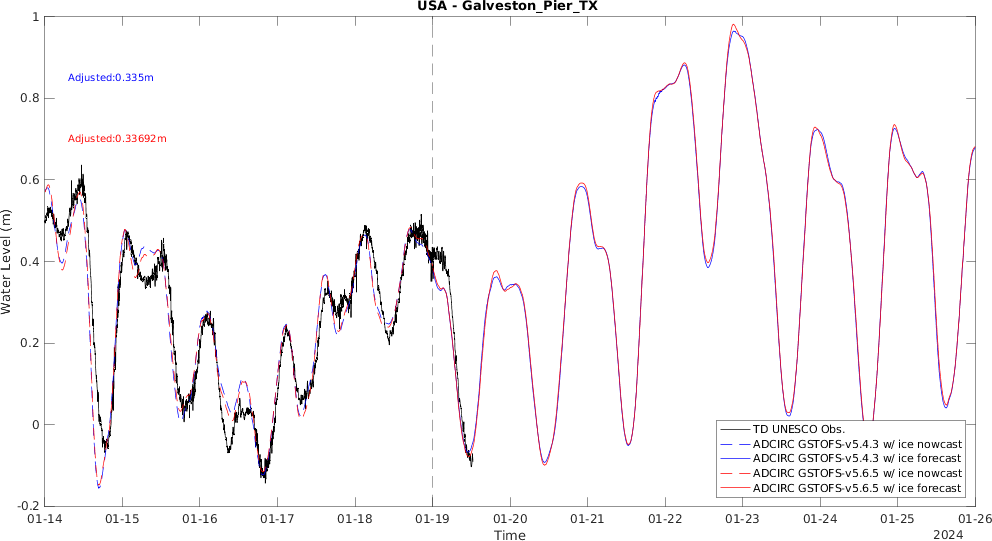 USA - Galveston_Pier_TX
Adjusted:0.335m
Adjusted:0.33692m
Water Level (m)
1
0.8
0.6
0.4
0.2
0
-0.2
01-14 01-15 01-16 01-17 01-18 01-19 01-20 01-21 01-22 01-23 01-24 01-25 01-26
Time
2024
TD UNESCO Obs.
ADCIRC GSTOFS-v5.4.3 w/ ice nowcast
ADCIRC GSTOFS-v5.4.3 w/ ice forecast
ADCIRC GSTOFS-v5.6.5 w/ ice nowcast
ADCIRC GSTOFS-v5.6.5 w/ ice forecast